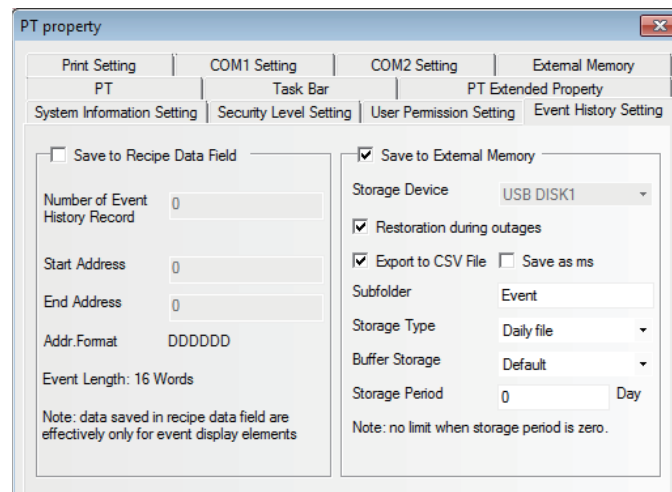 PT property
Print Setting
COM1 Setting
COM2 Setting
External Memory
PT
Task Bar
PT Extended Property
System Information Setting
Security Level Setting
User Permission Setting
Event History Setting
Save to Recipe Data Field
Number of Event
History Record
0
Start Address
0
End Address
0
Addr.Format
DDDDDD
Event Length: 16 Words
Note: data saved in recipe data field are
effectively only for event display elements
Save to External Memory
Storage Device
USB DISK1
Restoration during outages
Export to CSV File
Save as ms
Subfolder
Event
Storage Type
Daily file
Buffer Storage
Default
Storage Period
0
Day
Note: no limit when storage period is zero.